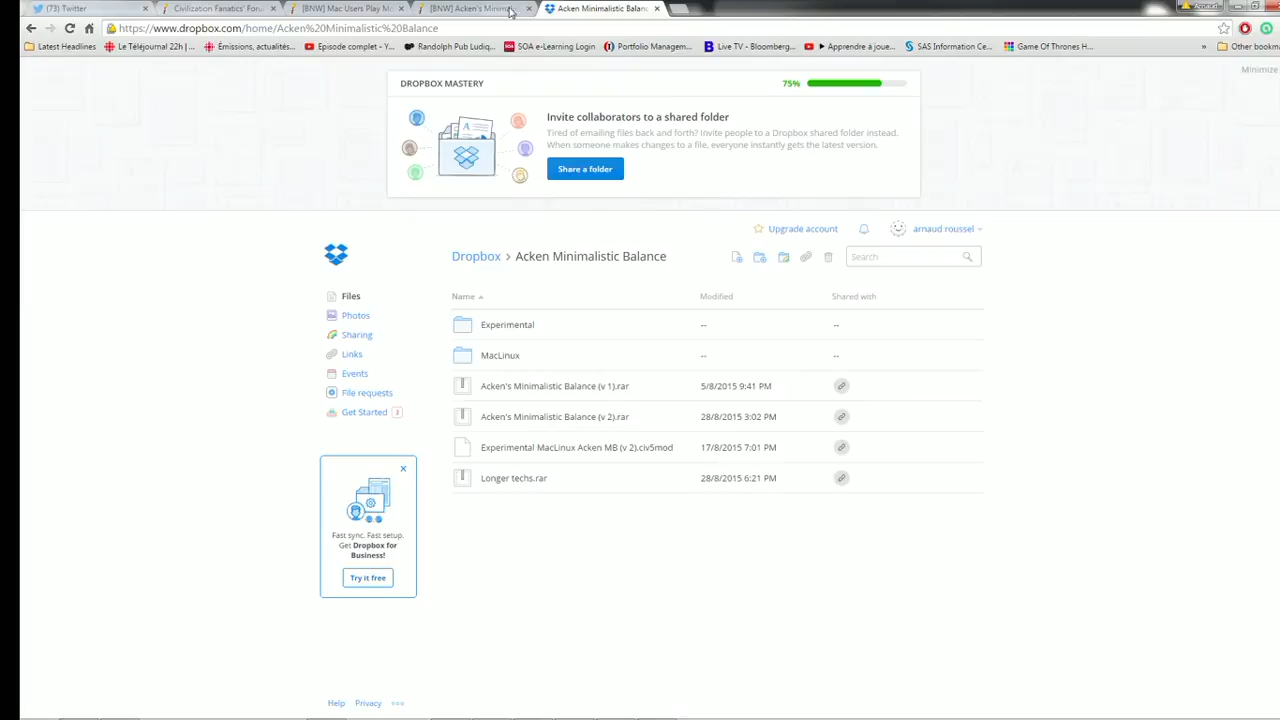 (73) Twitter
Civilization Fanatics' Forum
[BNW] Mac Users Play Mo
[BNW] Acken's Minimal
Acken Minimalistic Balanc
Arnaud
https://www.dropbox.com/home/Acken%20Minimalistic%20Balance
Latest Headlines
Le Téléjournal 22h | ...
Émissions, actualités...
Episode complet - Y...
Randolph Pub Ludiq...
SOA e-Learning Login
Portfolio Managem...
Live TV - Bloomberg...
Apprendre à joue...
SAS Information Ce...
Game Of Thrones H...
» Other bookm
Minimize
DROPBOX MASTERY
75%
Invite collaborators to a shared folder
Tired of emailing files back and forth? Invite people to a Dropbox shared folder instead.
When someone makes changes to a file, everyone instantly gets the latest version.
Share a folder
Upgrade account
arnaud roussel
Dropbox > Acken Minimalistic Balance
Search
Name
Modified
Shared with
Files
Photos
Sharing
Links
Events
File requests
Get Started
Experimental -- --
MacLinux -- --
Acken's Minimalistic Balance (v 1).rar 5/8/2015 9:41 PM
Acken's Minimalistic Balance (v 2).rar 28/8/2015 3:02 PM
Experimental MacLinux Acken MB (v 2).civ5mod 17/8/2015 7:01 PM
Longer techs.rar 28/8/2015 6:21 PM
Fast sync. Fast setup.
Get Dropbox for
Business!
Try it free
Help
Privacy